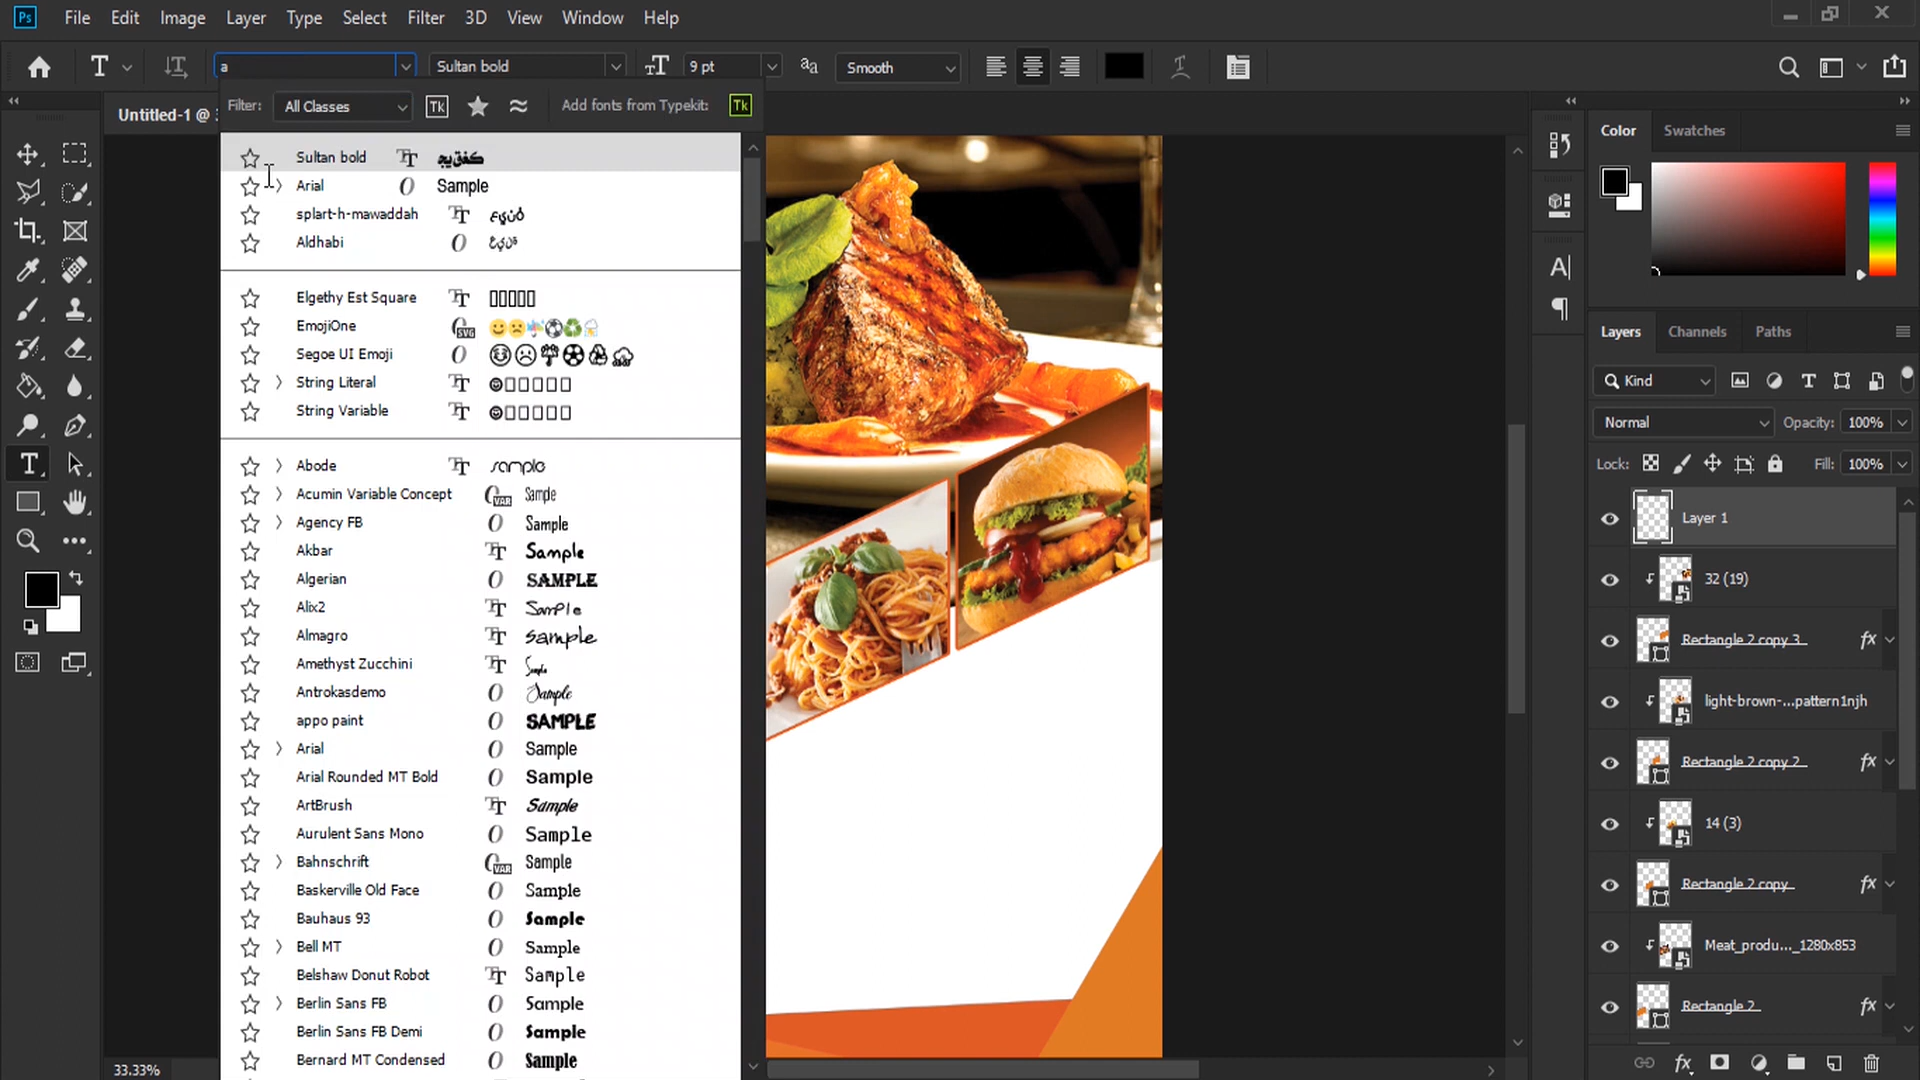 Ps File Edit Image Layer Type Select Filter 3D View Window Help
T a Sultan bold 9 pt aa Smooth
Filter: All Classes Tk Add fonts from Typekit: Tk
Untitled-1 @
Sultan bold
Arial Sample
splart-h-mawaddah
Aldhabi
Elgethy Est Square
EmojiOne
Segoe UI Emoji
String Literal
String Variable
Abode sample
Acumin Variable Concept Sample
Agency FB Sample
Akbar Sample
Algerian SAMPLE
Alix2 Sample
Almagro sample
Amethyst Zucchini Sample
Antrokasdemo Sample
appo paint SAMPLE
Arial Sample
Arial Rounded MT Bold Sample
ArtBrush Sample
Aurulent Sans Mono Sample
Bahnschrift Sample
Baskerville Old Face Sample
Bauhaus 93 Sample
Bell MT Sample
Belshaw Donut Robot Sample
Berlin Sans FB Sample
Berlin Sans FB Demi Sample
Bernard MT Condensed Sample
33.33%
Color Swatches
Layers Channels Paths
Kind
Normal Opacity: 100%
Lock: Fill: 100%
Layer 1
32 (19)
Rectangle 2 copy 3 fx
light-brown-...pattern1njh
Rectangle 2 copy 2 fx
14 (3)
Rectangle 2 copy fx
Meat_produ..._1280x853
Rectangle 2 fx
fx